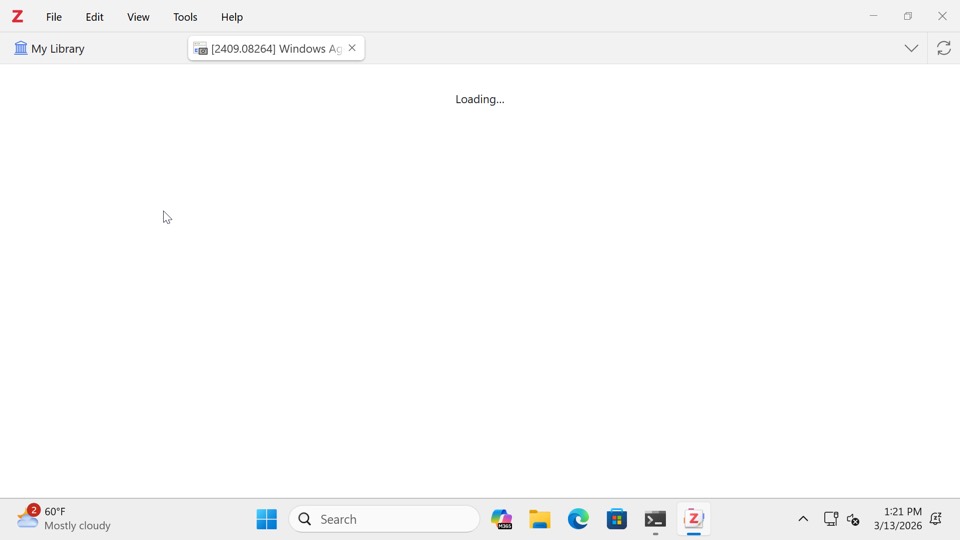 Z File Edit View Tools Help
My Library [2409.08264] Windows Ag
Loading...
2 60°F
Mostly cloudy
Search
M365
Z
1:21 PM
3/13/2026